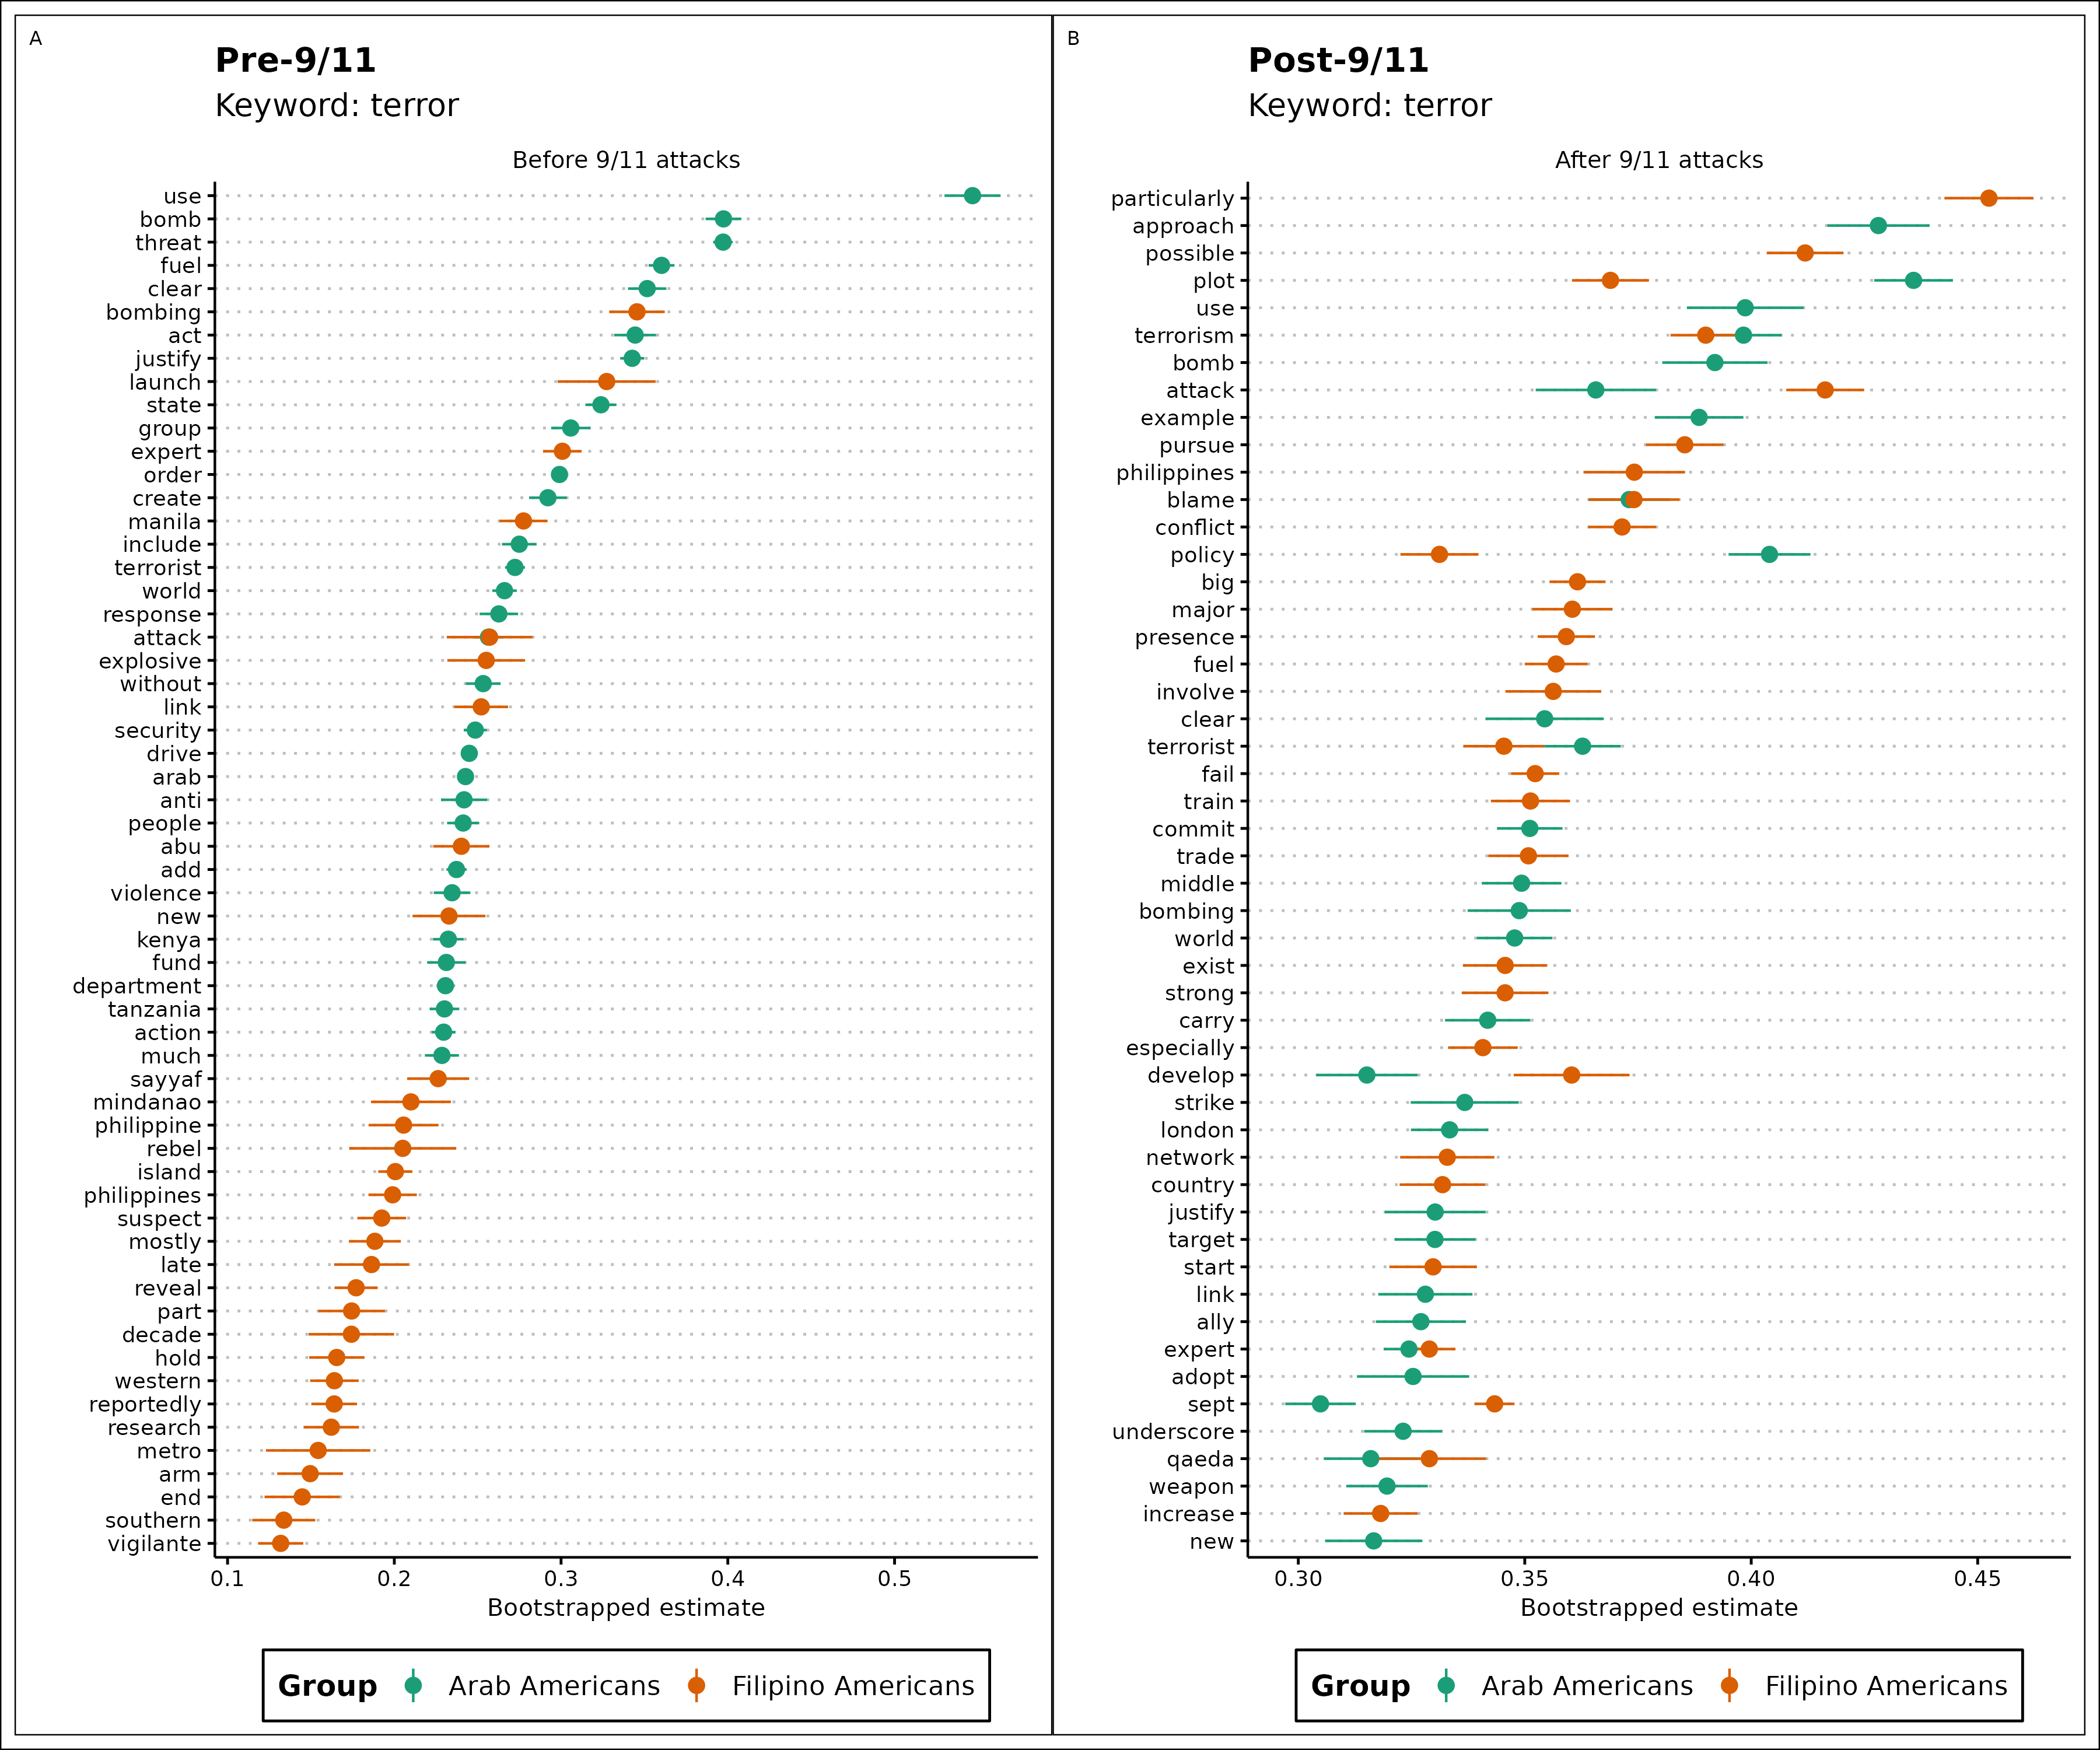 A
Pre-9/11
Keyword: terror
Before 9/11 attacks
use
bomb
threat
fuel
clear
bombing
act
justify
launch
state
group
expert
order
create
manila
include
terrorist
world
response
attack
explosive
without
link
security
drive
arab
anti
people
abu
add
violence
new
kenya
fund
department
tanzania
action
much
sayyaf
mindanao
philippine
rebel
island
philippines
suspect
mostly
late
reveal
part
decade
hold
western
reportedly
research
metro
arm
end
southern
vigilante
0.1 0.2 0.3 0.4 0.5
Bootstrapped estimate
Group Arab Americans Filipino Americans
B
Post-9/11
Keyword: terror
After 9/11 attacks
particularly
approach
possible
plot
use
terrorism
bomb
attack
example
pursue
philippines
blame
conflict
policy
big
major
presence
fuel
involve
clear
terrorist
fail
train
commit
trade
middle
bombing
world
exist
strong
carry
especially
develop
strike
london
network
country
justify
target
start
link
ally
expert
adopt
sept
underscore
qaeda
weapon
increase
new
0.30 0.35 0.40 0.45
Bootstrapped estimate
Group Arab Americans Filipino Americans